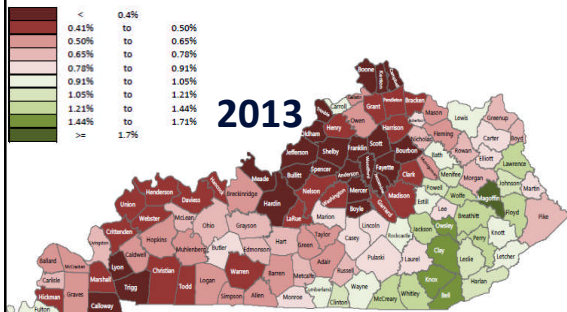 < 0.4%
0.41% to 0.50%
0.50% to 0.65%
0.65% to 0.78%
0.78% to 0.91%
0.91% to 1.05%
1.05% to 1.21%
1.21% to 1.44%
1.44% to 1.71%
>= 1.7%
2013
Boone
Carroll
Grant
Pendleton
Bracken
Owen
Mason
Lewis
Greenup
Henry
Harrison
Fleming
Carter
Boyd
Oldham
Nicholas
Rowan
Elliott
Jefferson
Shelby
Franklin
Scott
Bourbon
Bath
Lawrence
Spencer
Anderson
Fayette
Clark
Menifee
Morgan
Johnson
Martin
Meade
Bullitt
Mercer
Powell
Wolfe
Magoffin
Hancock
Breckinridge
Hardin
Nelson
Washington
Boyle
Garrard
Madison
Estill
Lee
Breathitt
Floyd
Pike
Union
Henderson
Daviess
LaRue
Marion
Lincoln
Jackson
Owsley
Knott
Webster
McLean
Ohio
Grayson
Taylor
Casey
Rockcastle
Perry
Crittenden
Livingston
Hopkins
Muhlenberg
Butler
Edmonson
Hart
Green
Adair
Pulaski
Laurel
Clay
Leslie
Letcher
Ballard
McCracken
Caldwell
Lyon
Barren
Metcalfe
Russell
Knox
Harlan
Carlisle
Marshall
Christian
Warren
Logan
Cumberland
Wayne
Whitley
Bell
Hickman
Graves
Trigg
Todd
Simpson
Allen
Monroe
Clinton
McCreary
Fulton
Calloway